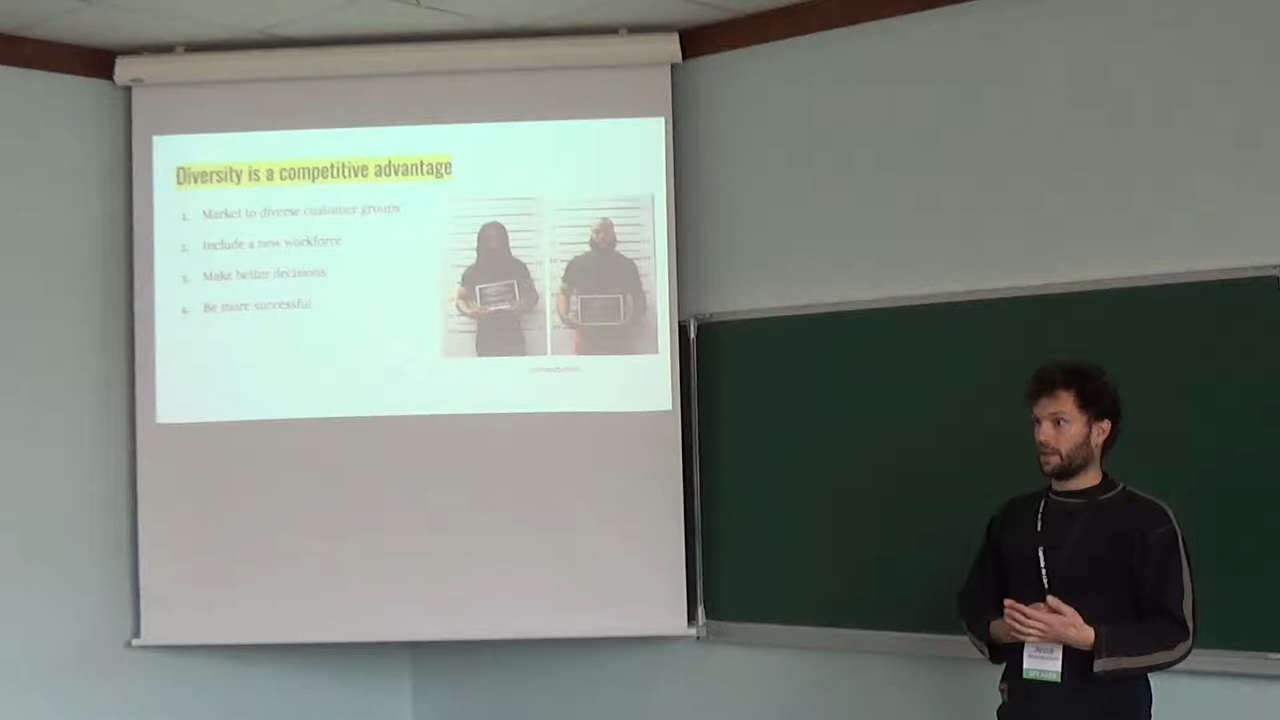 Diversity is a competitive advantage
1. Market to diverse customer groups
2. Include a new workforce
3. Make better decisions
4. Be more successful
SPEAKER